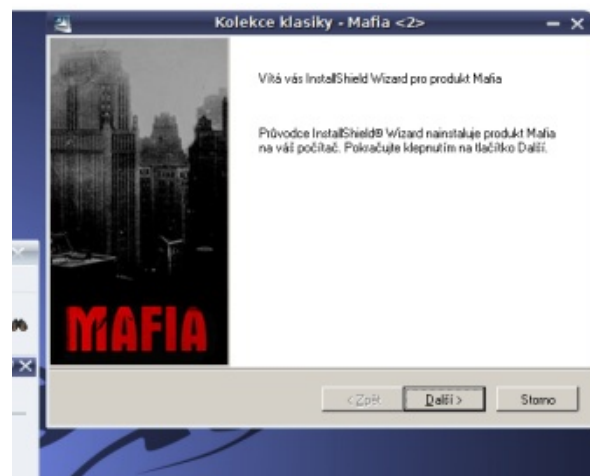 Kolekce klasiky - Mafia <2>
Vítá vás InstallShield Wizard pro produkt Mafia
Průvodce InstallShield® Wizard nainstaluje produkt Mafia
na váš počítač. Pokračujte klepnutím na tlačítko Další.
MAFIA
< Zpět
Další >
Storno